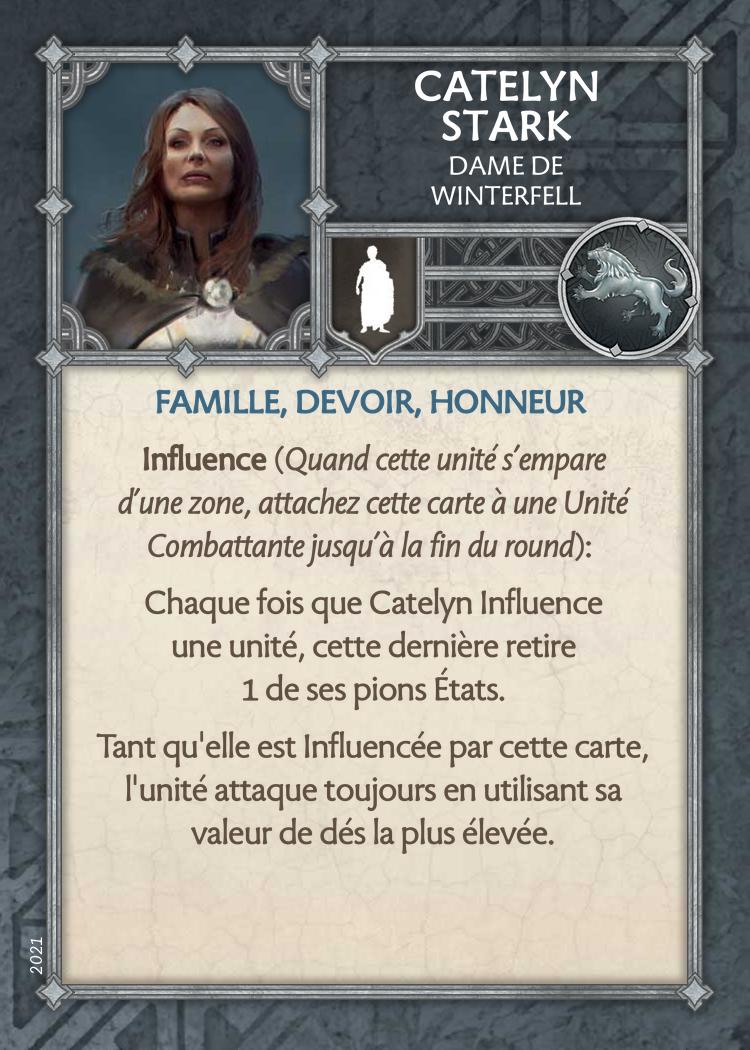 CATELYN
STARK
DAME DE
WINTERFELL
FAMILLE, DEVOIR, HONNEUR
Influence (Quand cette unité s’empare
d’une zone, attachez cette carte à une Unité
Combattante jusqu’à la fin du round):
Chaque fois que Catelyn Influence
une unité, cette dernière retire
1 de ses pions États.
Tant qu'elle est Influencée par cette carte,
l'unité attaque toujours en utilisant sa
valeur de dés la plus élevée.
2021